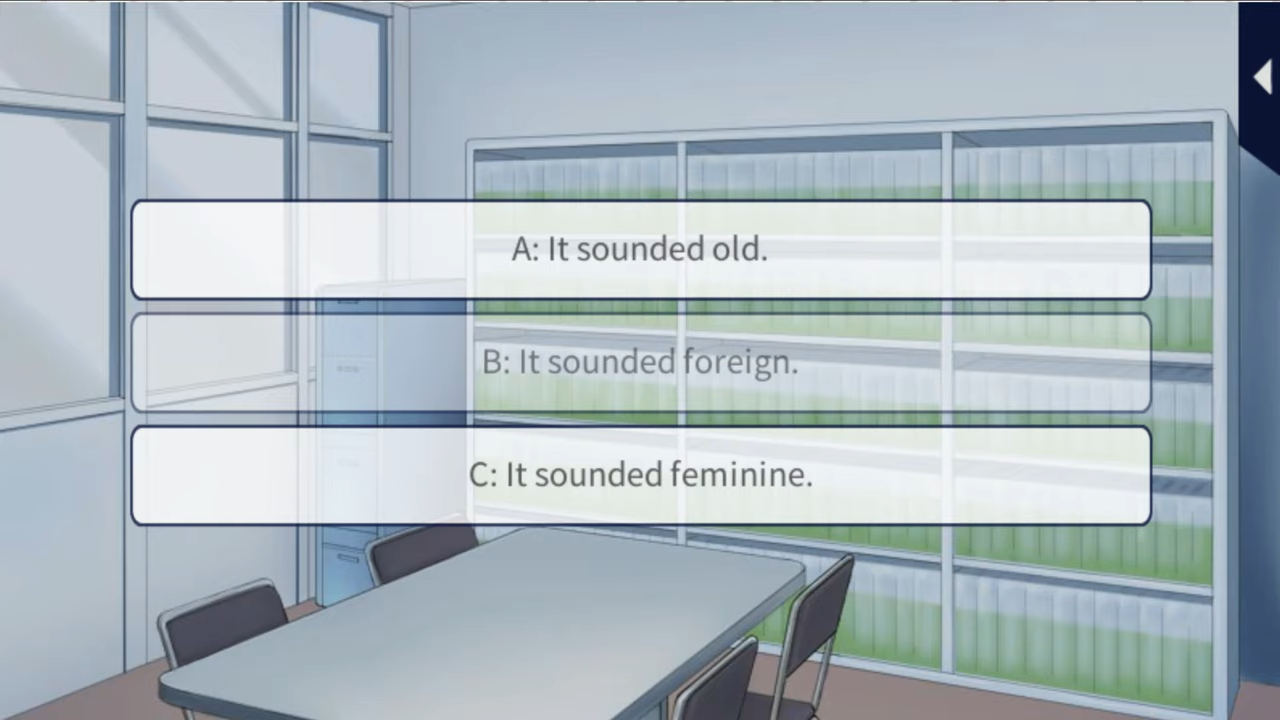 A: It sounded old.
B: It sounded foreign.
C: It sounded feminine.